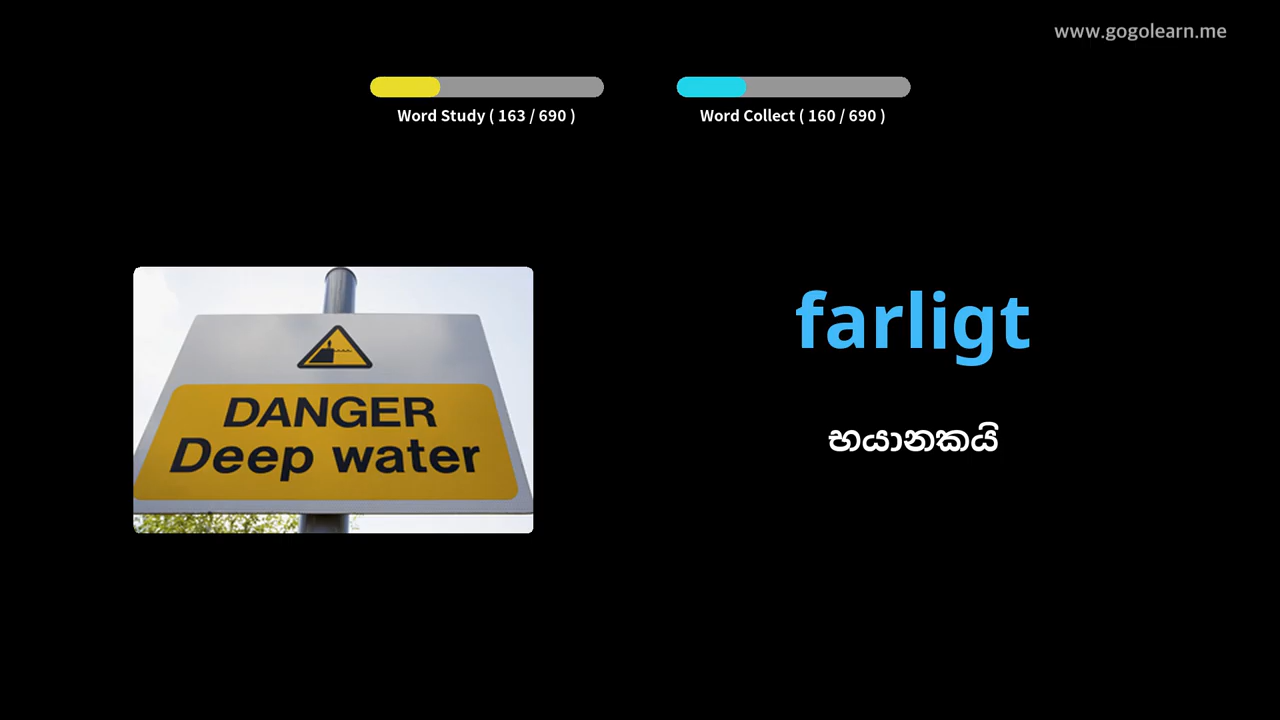 www.gogolearn.me
Word Study ( 163 / 690 )
Word Collect ( 160 / 690 )
DANGER
Deep water
farligt
භයානකයි